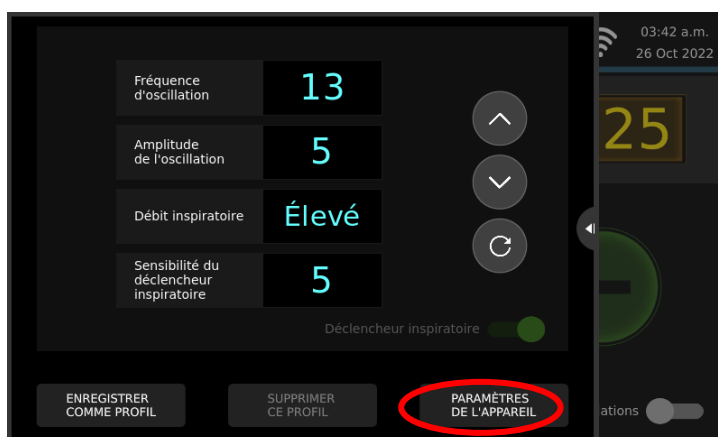 03:42 a.m.
26 Oct 2022
Fréquence
d'oscillation
13
25
Amplitude
de l'oscillation
5
Débit inspiratoire
Élevé
Sensibilité du
déclencheur
inspiratoire
5
Déclencheur inspiratoire
ENREGISTRER
COMME PROFIL
SUPPRIMER
CE PROFIL
PARAMÈTRES
DE L'APPAREIL
ations